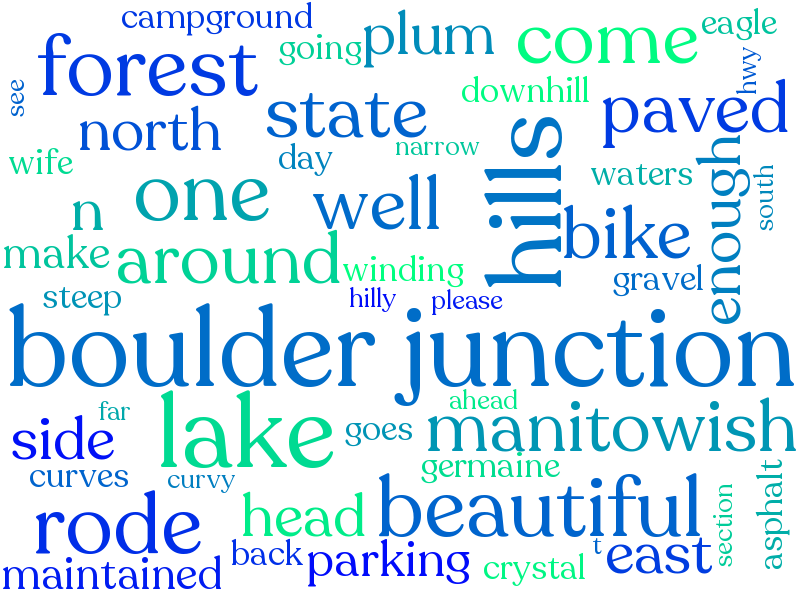 campground
eagle
going
plum
come
forest
see
hwy
downhill
state
paved
north
narrow
wife
day
hills
waters
enough
south
one
well
n
bike
make
around
winding
gravel
steep
hilly
please
boulder junction
far
ahead
lake
side
goes
manitowish
curves
curvy
germaine
asphalt
section
rode
head
beautiful
back
parking
t
east
crystal
maintained